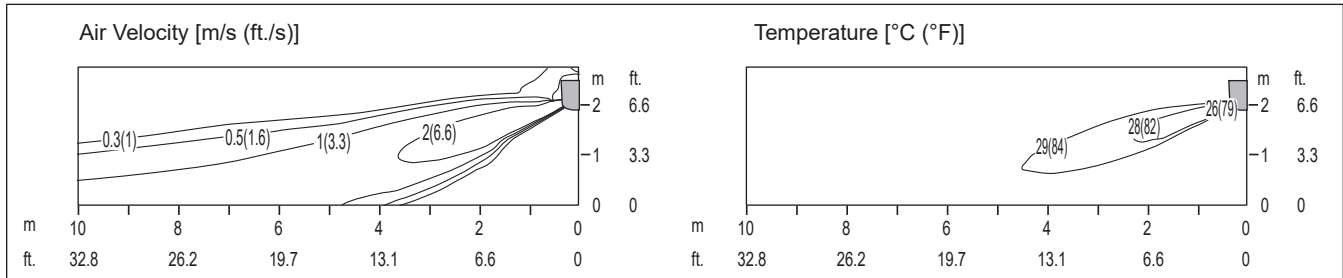 Air Velocity [m/s (ft./s)]
0.3(1)
0.5(1.6)
1(3.3)
2(6.6)
m ft.
2 6.6
1 3.3
0 0
m 10 8 6 4 2 0
ft. 32.8 26.2 19.7 13.1 6.6 0
Temperature [°C (°F)]
29(84)
28(82)
26(79)
m ft.
2 6.6
1 3.3
0 0
m 10 8 6 4 2 0
ft. 32.8 26.2 19.7 13.1 6.6 0